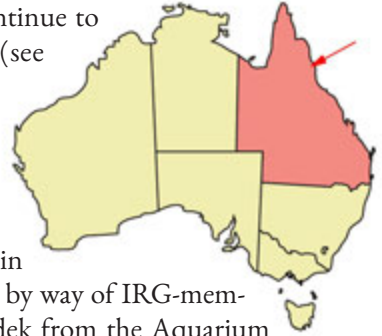 ntinue to
(see
in
by way of IRG-mem-
dek from the Aquarium